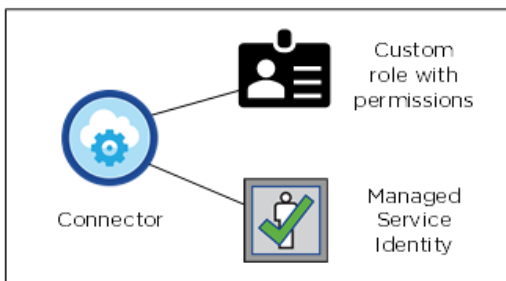 Custom
role with
permissions
Connector
Managed
Service
Identity